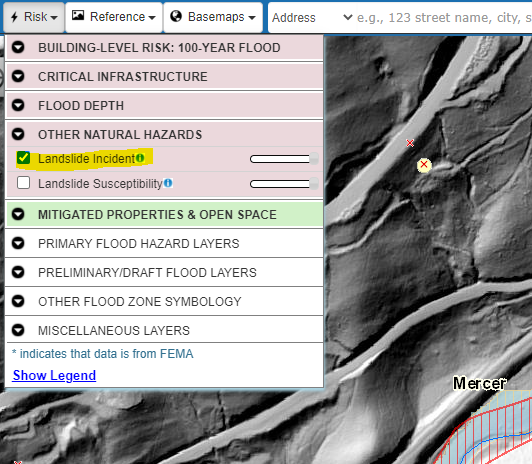 Risk Reference Basemaps Address e.g., 123 street name, city, s
BUILDING-LEVEL RISK: 100-YEAR FLOOD
CRITICAL INFRASTRUCTURE
FLOOD DEPTH
OTHER NATURAL HAZARDS
Landslide Incident
Landslide Susceptibility
MITIGATED PROPERTIES & OPEN SPACE
PRIMARY FLOOD HAZARD LAYERS
PRELIMINARY/DRAFT FLOOD LAYERS
OTHER FLOOD ZONE SYMBOLOGY
MISCELLANEOUS LAYERS
* indicates that data is from FEMA
Show Legend
Mercer